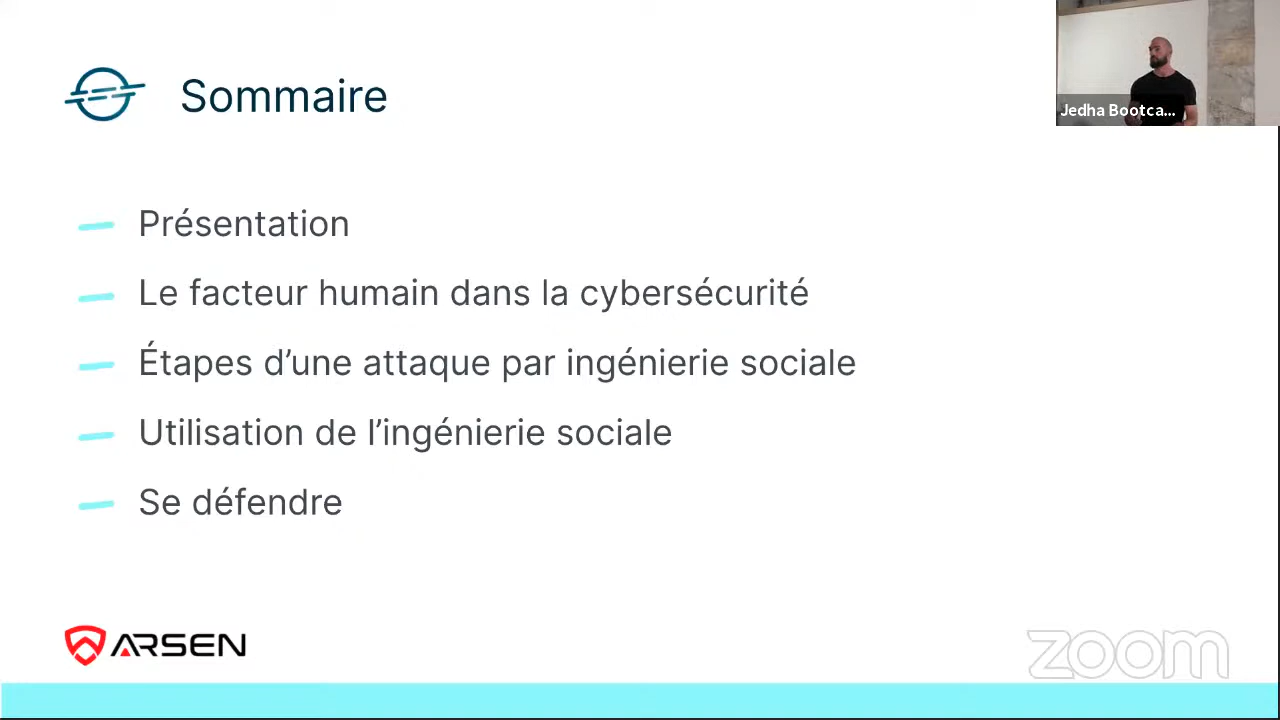 Sommaire
Jedha Bootca...
Présentation
Le facteur humain dans la cybersécurité
Étapes d’une attaque par ingénierie sociale
Utilisation de l’ingénierie sociale
Se défendre
ARSEN
zoom